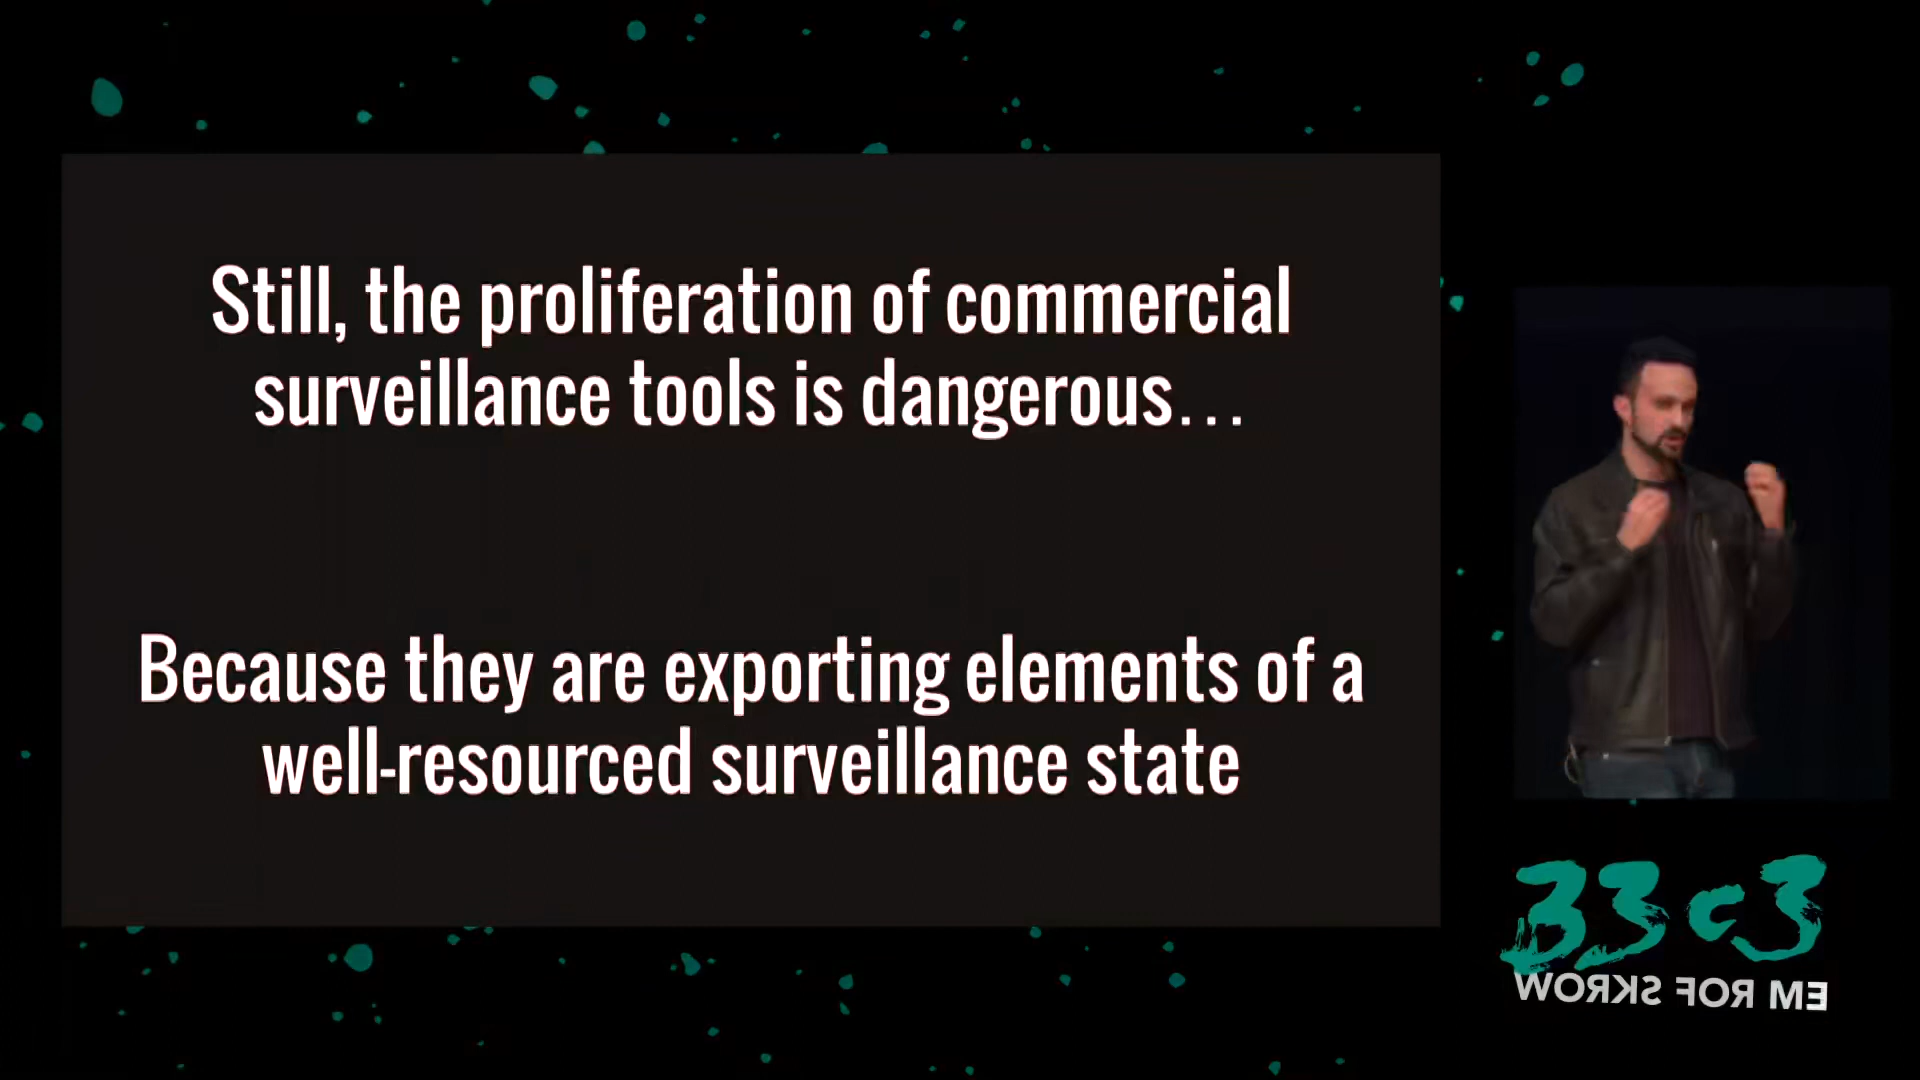 Still, the proliferation of commercial
surveillance tools is dangerous…
Because they are exporting elements of a
well-resourced surveillance state
33c3
WORKS FOR ME